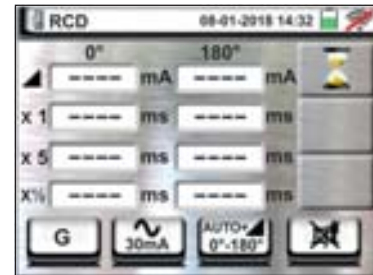 RCD 08-01-2018 14:32
0° 180°
---- mA ---- mA
x 1 ---- ms ---- ms
x 5 ---- ms ---- ms
x½ ---- ms ---- ms
G 30mA AUTO+ 0°-180°